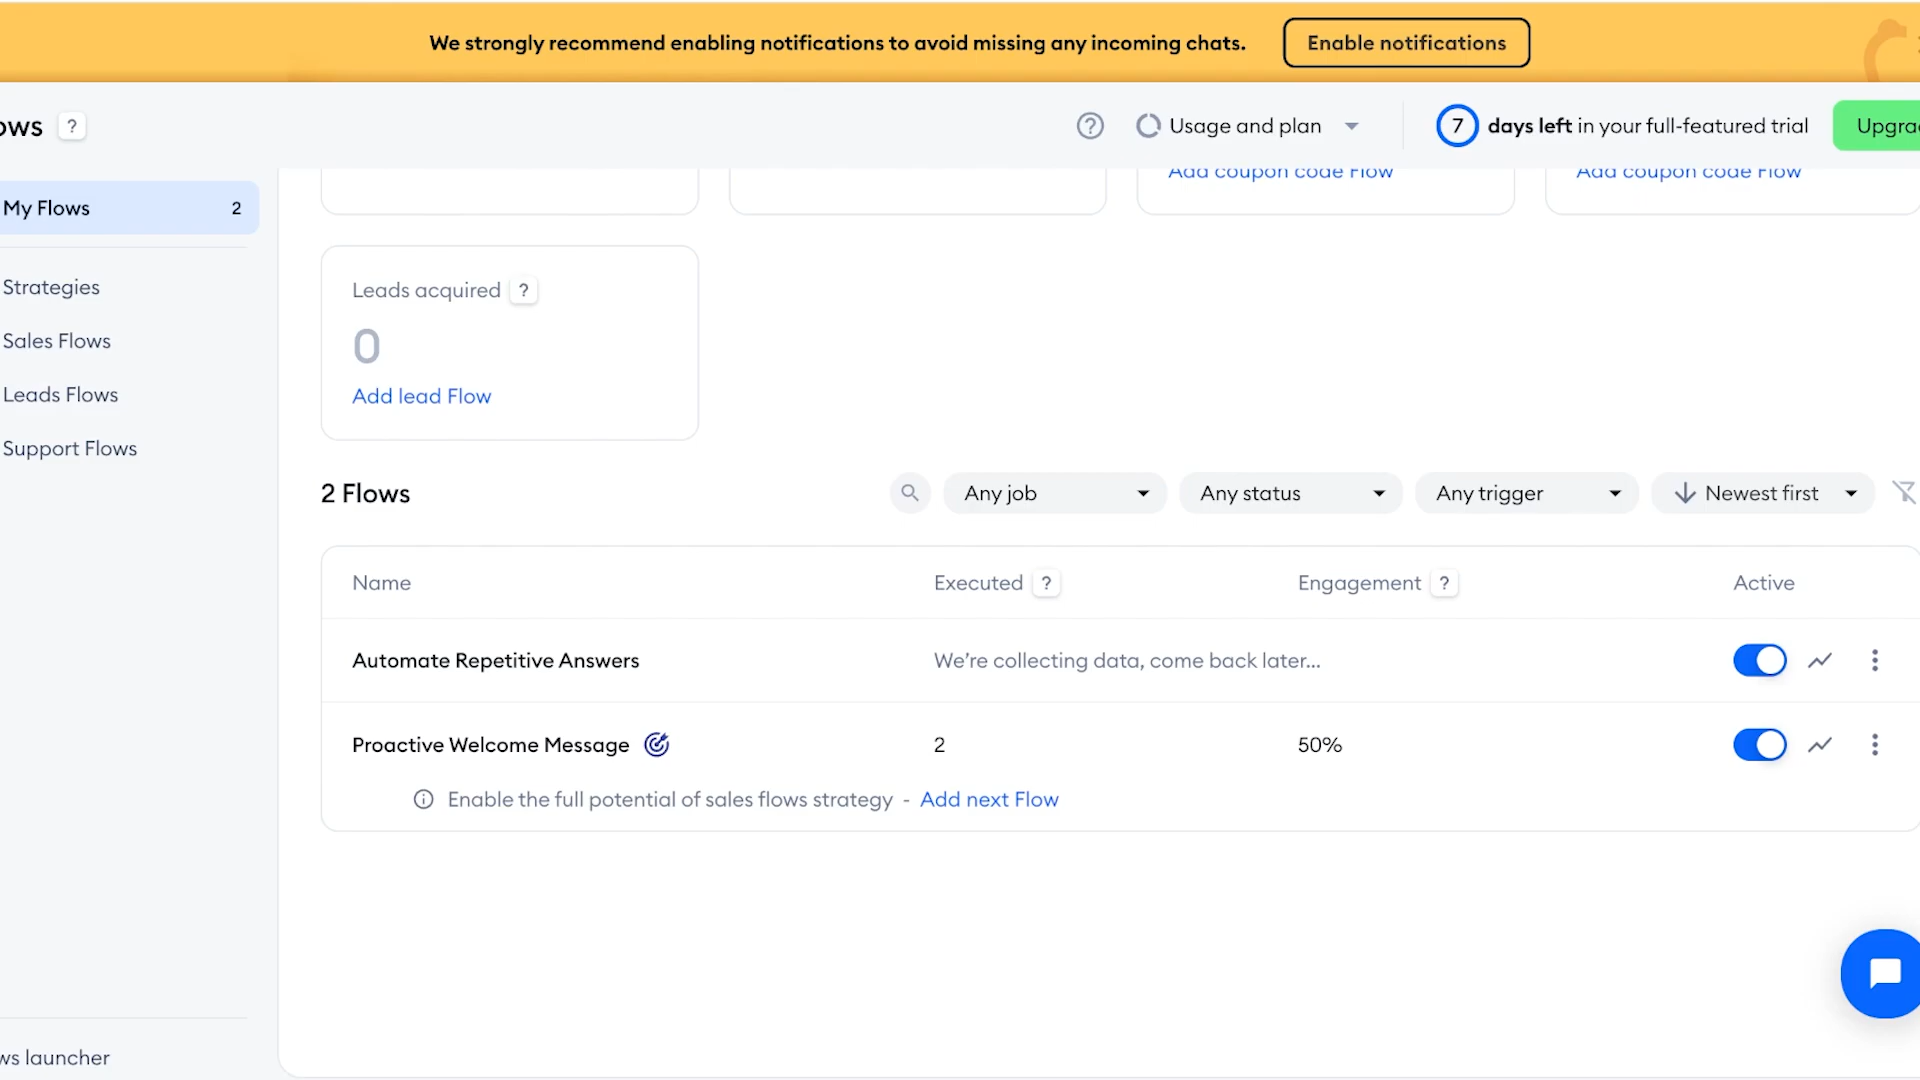 We strongly recommend enabling notifications to avoid missing any incoming chats.
Enable notifications
ows ?
? Usage and plan
7 days left in your full-featured trial
Upgra
My Flows 2
Strategies
Sales Flows
Leads Flows
Support Flows
ws launcher
Add coupon code Flow
Add coupon code Flow
Leads acquired ?
0
Add lead Flow
2 Flows
Any job
Any status
Any trigger
Newest first
Name Executed ? Engagement ? Active
Automate Repetitive Answers We’re collecting data, come back later...
Proactive Welcome Message 2 50%
Enable the full potential of sales flows strategy - Add next Flow